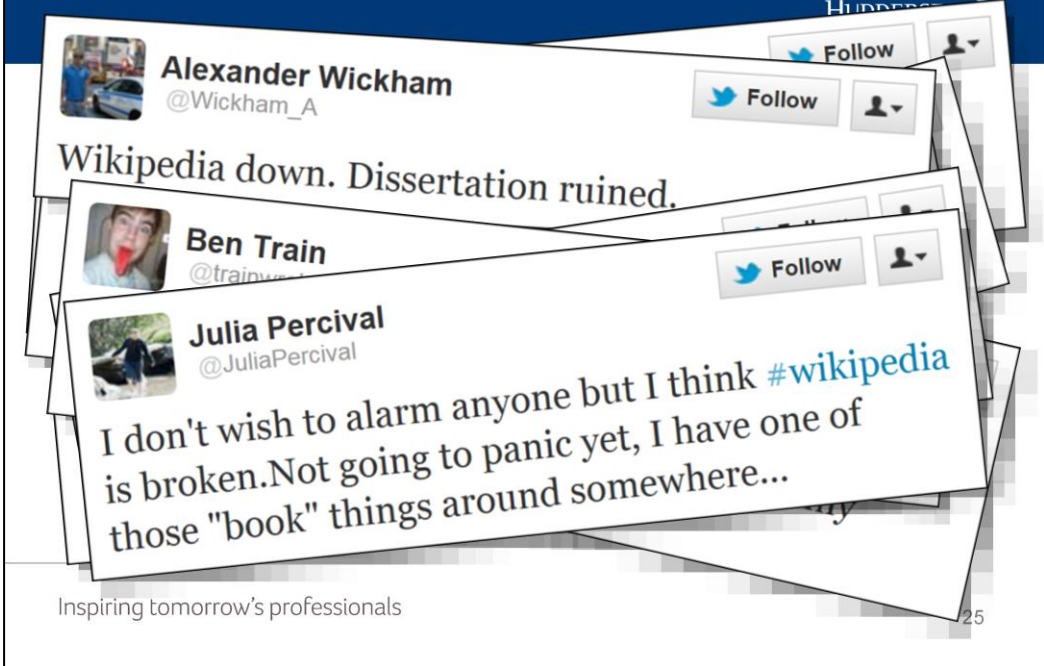 Follow
Alexander Wickham
@Wickham_A
Follow
Wikipedia down. Dissertation ruined.
Ben Train
Julia Percival
@JuliaPercival
Follow
I don't wish to alarm anyone but I think #wikipedia
is broken.Not going to panic yet, I have one of
those "book" things around somewhere...
Inspiring tomorrow's professionals
25